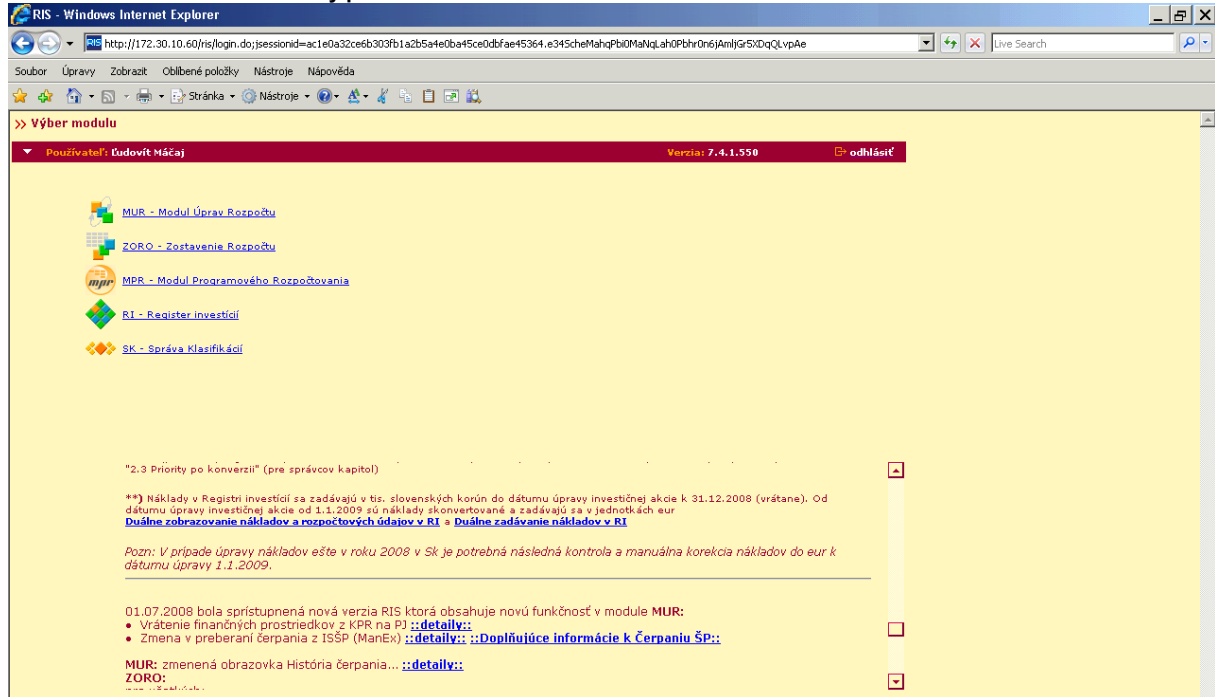 RIS - Windows Internet Explorer
http://172.30.10.60/ris/login.do;jsessionid=ac1e0a32ce6b303fb1a2b5a4e0ba45ce0dbfae45364.e345cheMahqPbi0MaNqLah0Pbhr0n6jAmljGr5XDqQLvpAe
Live Search
Soubor Úpravy Zobrazit Oblíbené položky Nástroje Nápověda
Stránka Nástroje
>> Výber modulu
Používateľ: Ľudovít Máčaj Verzia: 7.4.1.550 odhlásiť
MUR - Modul Úprav Rozpočtu
ZORO - Zostavenie Rozpočtu
mpr MPR - Modul Programového Rozpočtovania
RI - Register investícií
SK - Správa Klasifikácií
"2.3 Priority po konverzii" (pre správcov kapitol)
**) Náklady v Registri investícií sa zadávajú v tis. slovenských korún do dátumu úpravy investičnej akcie k 31.12.2008 (vrátane). Od
dátumu úpravy investičnej akcie od 1.1.2009 sú náklady skonvertované a zadávajú sa v jednotkách eur
Duálne zobrazovanie nákladov a rozpočtových údajov v RI a Duálne zadávanie nákladov v RI
Pozn: V prípade úpravy nákladov ešte v roku 2008 v Sk je potrebná následná kontrola a manuálna korekcia nákladov do eur k
dátumu úpravy 1.1.2009.
01.07.2008 bola sprístupnená nová verzia RIS ktorá obsahuje novú funkčnosť v module MUR:
• Vrátenie finančných prostriedkov z KPR na PJ ::detaily::
• Zmena v preberaní čerpania z ISŠP (ManEx) ::detaily:: ::Doplňujúce informácie k Čerpaniu ŠP::
MUR: zmenená obrazovka História čerpania... ::detaily::
ZORO: